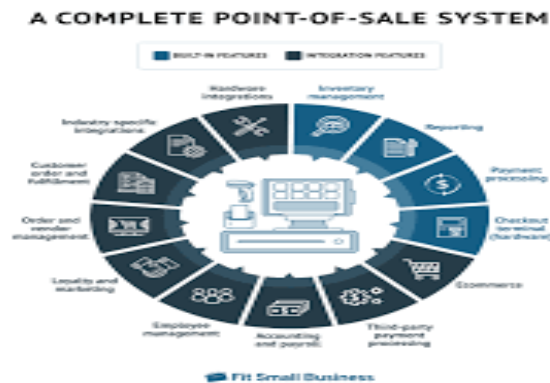 A COMPLETE POINT-OF-SALE SYSTEM
BUILT-IN FEATURES
INTEGRATION FEATURES
Hardware
integrations
Inventory
management
Industry specific
integrations
Reporting
Customer
order and
fulfillment
Payment
processing
Order and
vendor
management
Checkout
terminal
(hardware)
Loyalty and
marketing
Ecommerce
Employee
management
Accounting
and payroll
Third-party
payment
processing
Fit Small Business